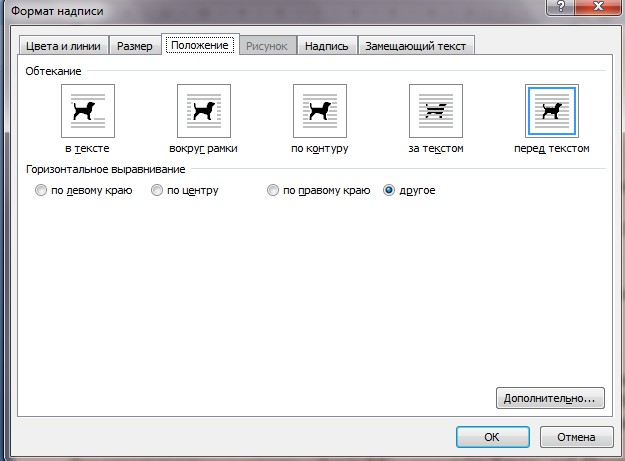 Формат надписи
Цвета и линии Размер Положение Рисунок Надпись Замещающий текст
Обтекание
в тексте вокруг рамки по контуру за текстом перед текстом
Горизонтальное выравнивание
по левому краю по центру по правому краю другое
Дополнительно...
ОК Отмена